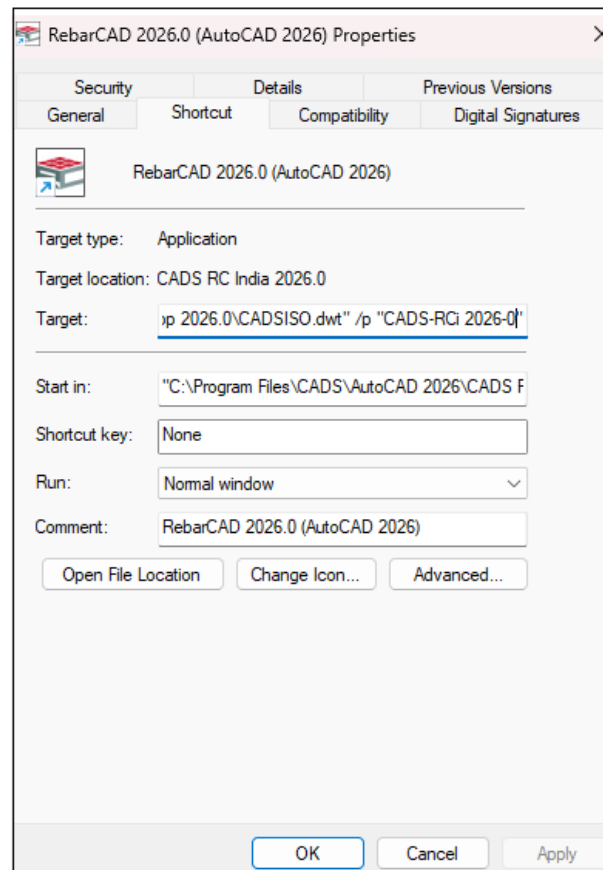 RebarCAD 2026.0 (AutoCAD 2026) Properties
Security Details Previous Versions
General Shortcut Compatibility Digital Signatures
RebarCAD 2026.0 (AutoCAD 2026)
Target type: Application
Target location: CADS RC India 2026.0
Target: op 2026.0\CADSISO.dwt" /p "CADS-RCi 2026-0"
Start in: "C:\Program Files\CADS\AutoCAD 2026\CADS F
Shortcut key: None
Run: Normal window
Comment: RebarCAD 2026.0 (AutoCAD 2026)
Open File Location Change Icon... Advanced...
OK Cancel Apply